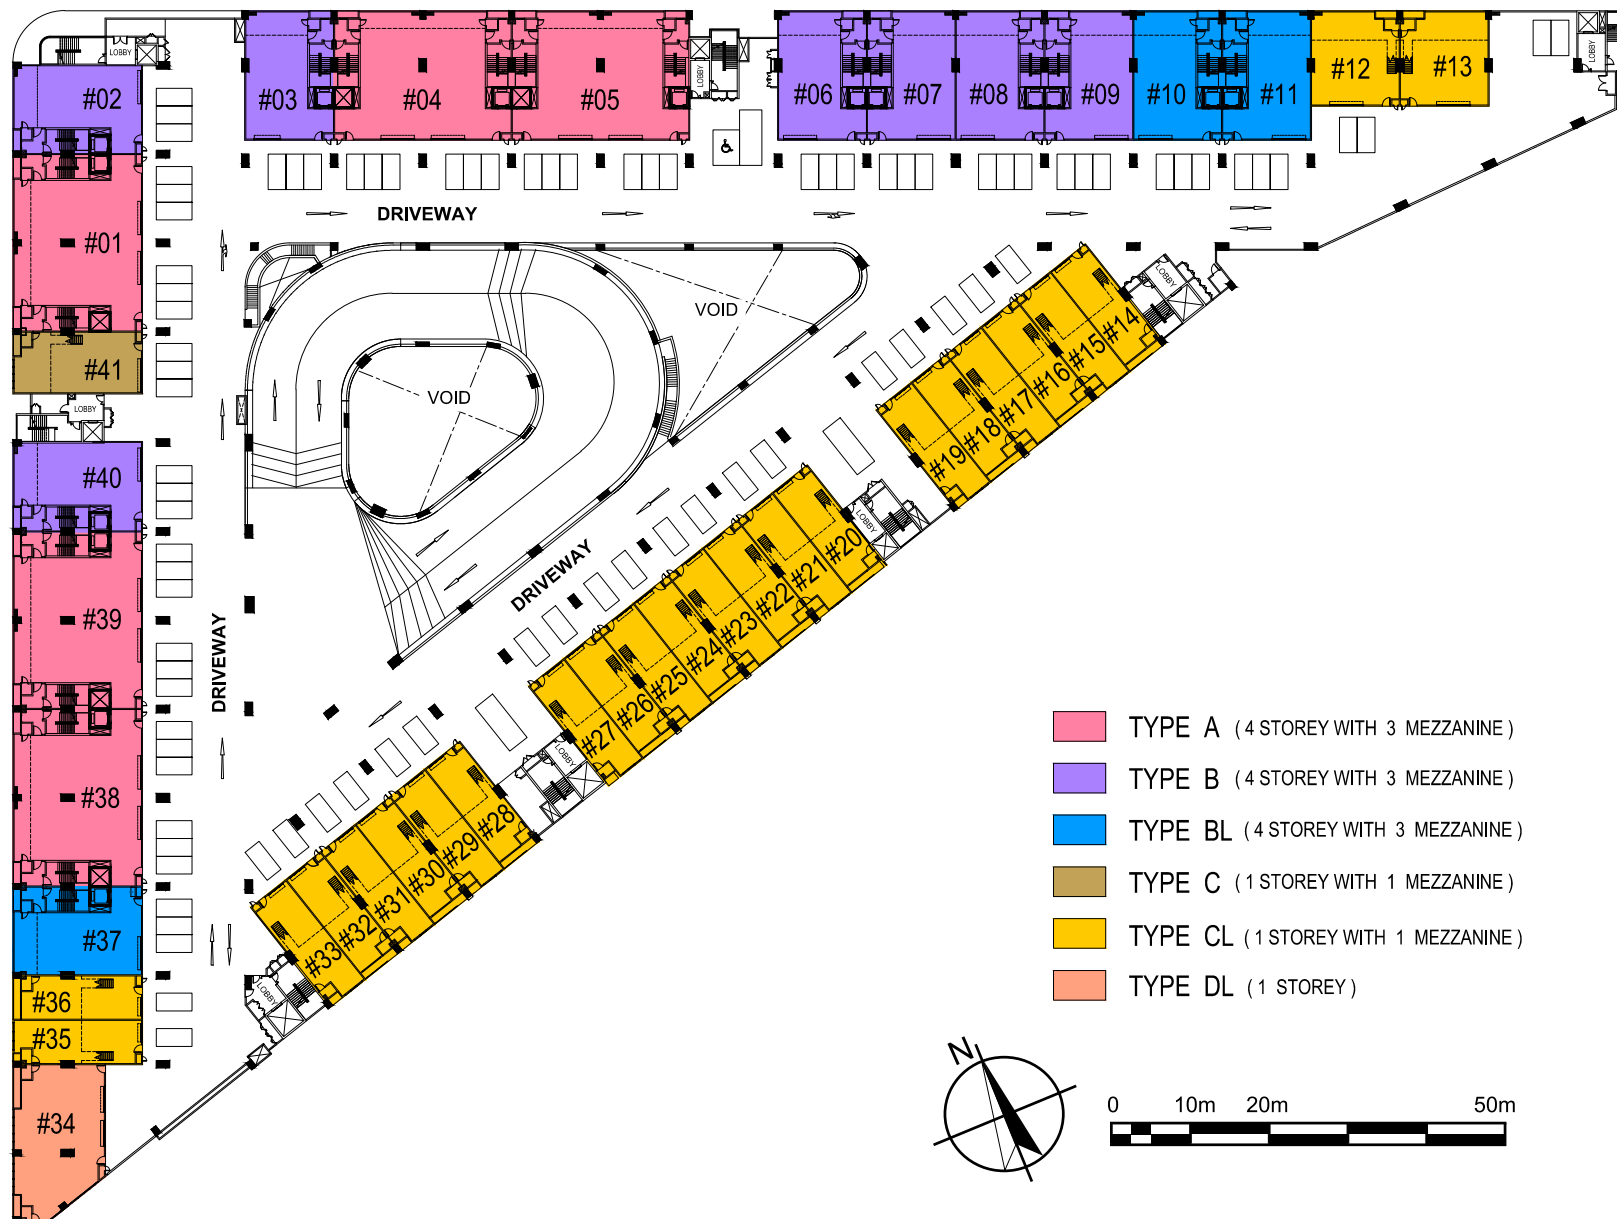 LOBBY
#02
#03
#04
#05
LOBBY
#06
#07
#08
#09
#10
#11
#12
#13
LOBBY
#01
DRIVEWAY
#41
LOBBY
VOID
VOID
LOBBY
#14
#15
#16
#17
#18
#19
#40
#39
DRIVEWAY
DRIVEWAY
LOBBY
#20
#21
#22
#23
#24
#25
#26
#27
LOBBY
#38
#28
#29
#30
#31
#32
#33
LOBBY
#37
#36
#35
#34
TYPE A ( 4 STOREY WITH 3 MEZZANINE )
TYPE B ( 4 STOREY WITH 3 MEZZANINE )
TYPE BL ( 4 STOREY WITH 3 MEZZANINE )
TYPE C ( 1 STOREY WITH 1 MEZZANINE )
TYPE CL ( 1 STOREY WITH 1 MEZZANINE )
TYPE DL ( 1 STOREY )
N
0 10m 20m 50m